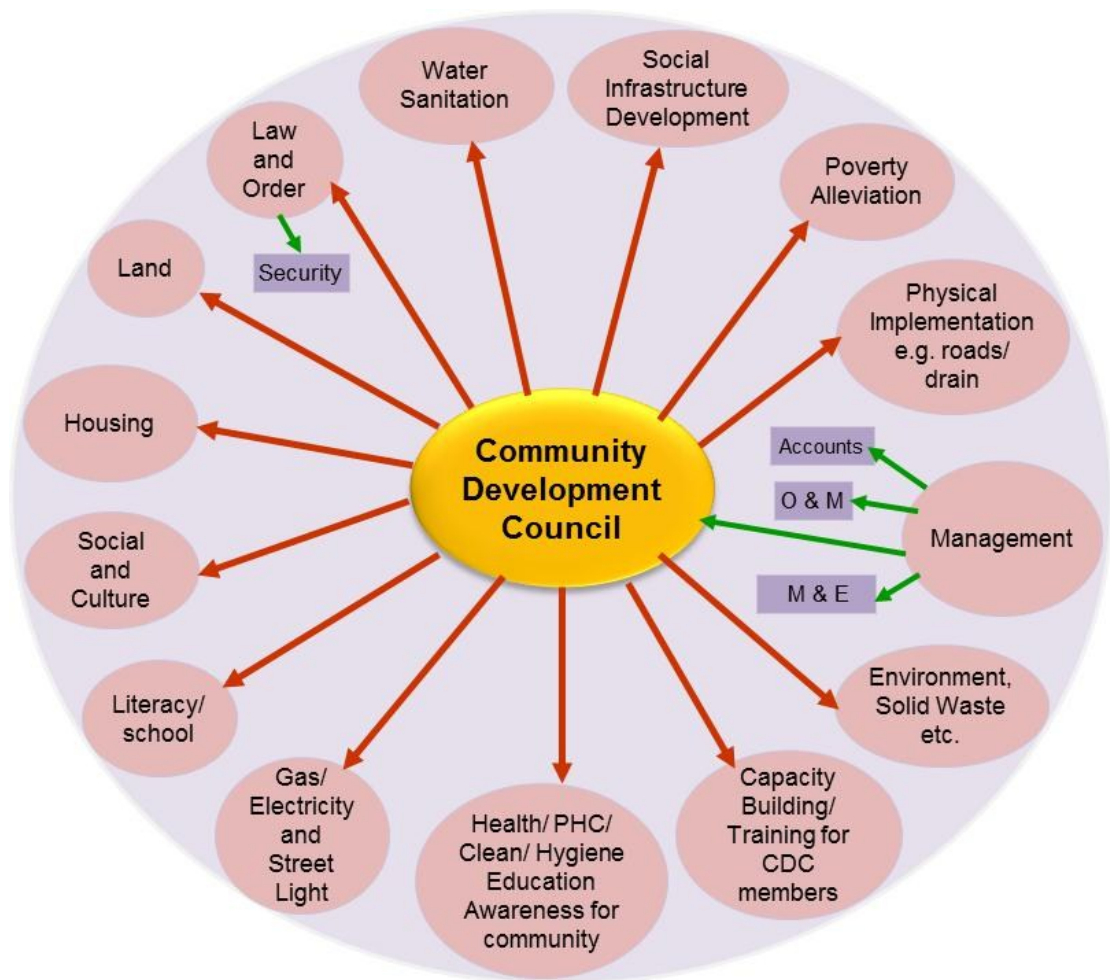 Water
Sanitation
Social
Infrastructure
Development
Law
and
Order
Poverty
Alleviation
Security
Land
Physical
Implementation
e.g. roads/
drain
Housing
Community
Development
Council
Accounts
O & M
Management
M & E
Social
and
Culture
Literacy/
school
Environment,
Solid Waste
etc.
Gas/
Electricity
and
Street
Light
Health/ PHC/
Clean/ Hygiene
Education
Awareness for
community
Capacity
Building/
Training for
CDC
members